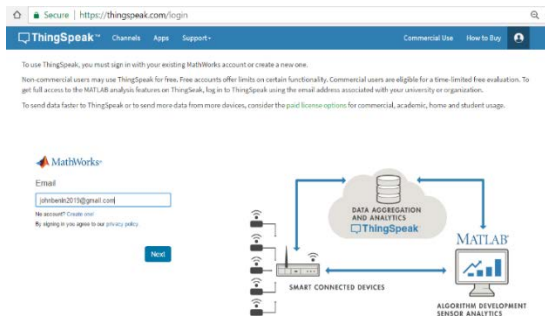 Secure | https://thingspeak.com/login
ThingSpeak™ Channels Apps Support Commercial Use How to Buy
To use ThingSpeak, you must sign in with your existing MathWorks account or create a new one.
Non-commercial users may use ThingSpeak for free. Free accounts offer limits on certain functionality. Commercial users are eligible for a time-limited free evaluation. To
get full access to the MATLAB analysis features on ThingSpeak, log in to ThingSpeak using the email address associated with your university or organization.
To send data faster to ThingSpeak or to send more data from more devices, consider the paid license options for commercial, academic, home and student usage.
MathWorks®
Email
johnbenin2013@gmail.com
No account? Create one!
By signing in you agree to our privacy policy.
Next
DATA AGGREGATION
AND ANALYTICS
ThingSpeak
SMART CONNECTED DEVICES
MATLAB
ALGORITHM DEVELOPMENT
SENSOR ANALYTICS